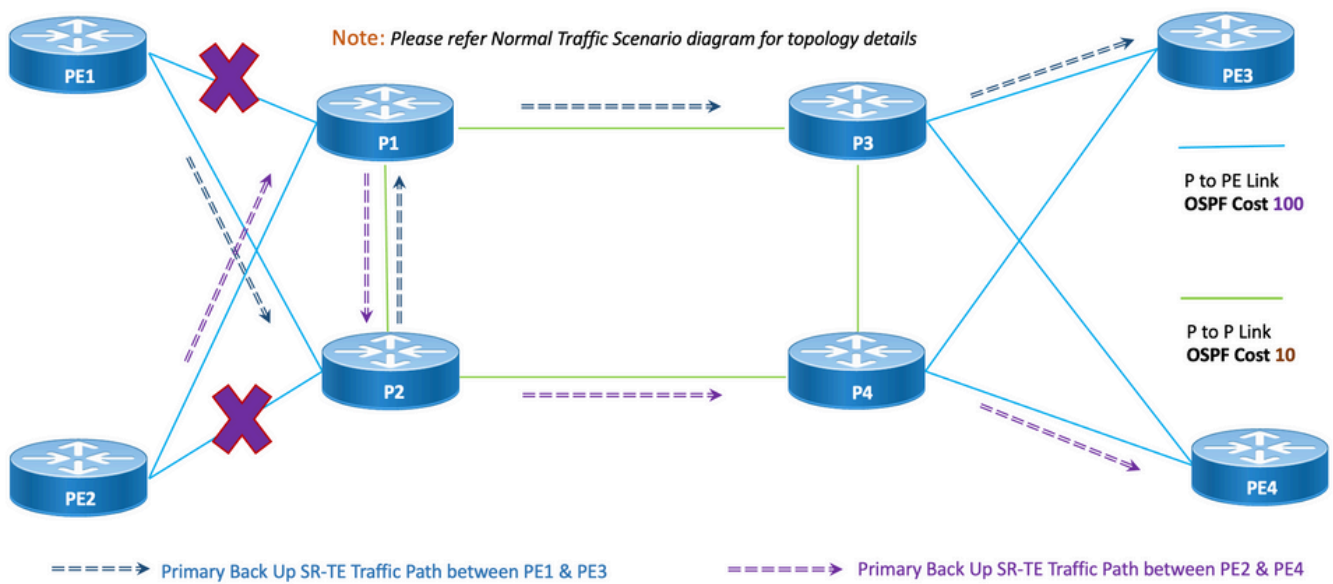 Note: Please refer Normal Traffic Scenario diagram for topology details
PE1
PE3
P1
P3
P to PE Link
OSPF Cost 100
P to P Link
OSPF Cost 10
P2
P4
PE2
PE4
Primary Back Up SR-TE Traffic Path between PE1 & PE3
Primary Back Up SR-TE Traffic Path between PE2 & PE4